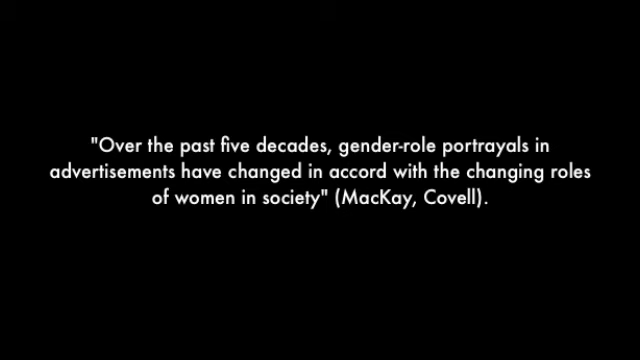 "Over the past five decades, gender-role portrayals in
advertisements have changed in accord with the changing roles
of women in society" (MacKay, Covell).